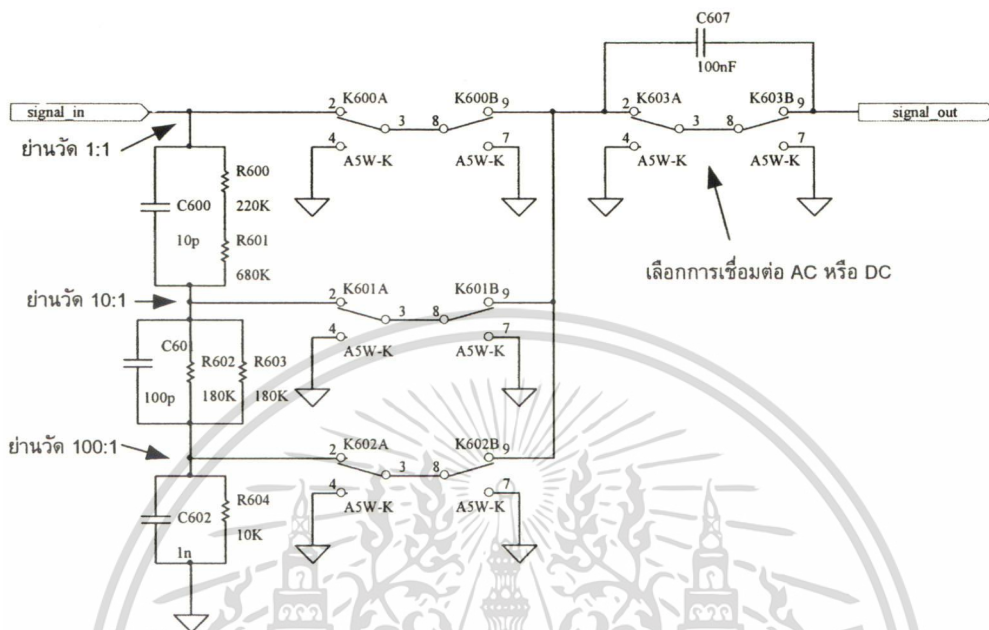 C607
100nF
signal_in
2 K600A
K600B 9
3 8
4 A5W-K
A5W-K 7
2 K603A
K603B 9
3 8
4 A5W-K
A5W-K 7
signal_out
ย่านวัด 1:1
C600
10p
R600
220K
R601
680K
เลือกการเชื่อมต่อ AC หรือ DC
ย่านวัด 10:1
2 K601A
K601B 9
3 8
4 A5W-K
A5W-K 7
C601
100p
R602
180K
R603
180K
ย่านวัด 100:1
2 K602A
K602B 9
3 8
4 A5W-K
A5W-K 7
C602
1n
R604
10K